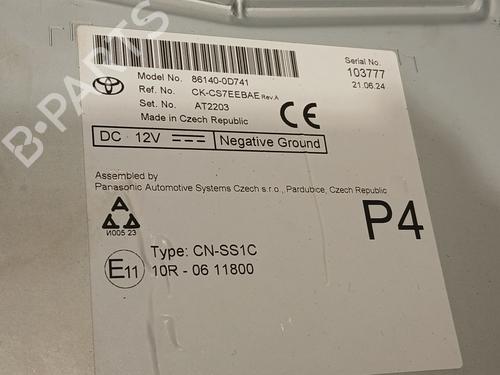 Model No. 86140-0D741
Ref. No. CK-CS7EEBAE Rev.A
Set. No. AT2203
Made in Czech Republic
CE
Serial No.
103777
21.06.24
DC 12V Negative Ground
Assembled by
Panasonic Automotive Systems Czech s.r.o., Pardubice, Czech Republic
P4
И005 23
E11
Type: CN-SS1C
10R - 06 11800
B-PARTS